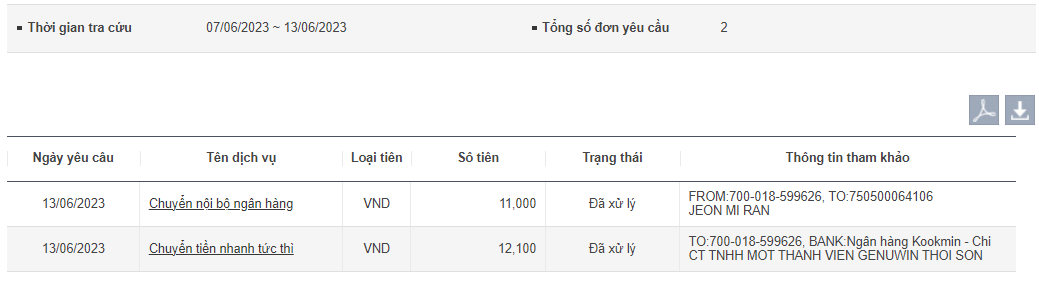 Thời gian tra cứu 07/06/2023 ~ 13/06/2023 Tổng số đơn yêu cầu 2
Ngày yêu cầu Tên dịch vụ Loại tiền Số tiền Trạng thái Thông tin tham khảo
13/06/2023 Chuyển nội bộ ngân hàng VND 11,000 Đã xử lý FROM:700-018-599626, TO:750500064106
JEON MI RAN
13/06/2023 Chuyển tiền nhanh tức thì VND 12,100 Đã xử lý TO:700-018-599626, BANK:Ngân hàng Kookmin - Chi
CT TNHH MOT THANH VIEN GENUWIN THOI SON